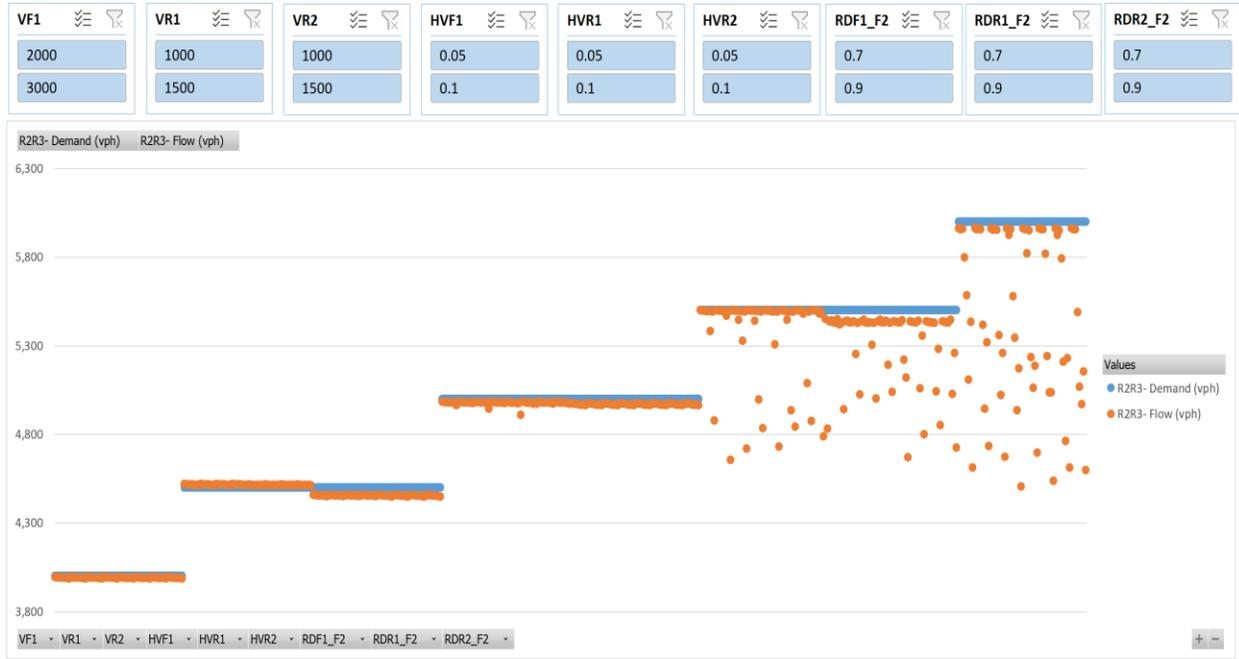 VF1 VR1 VR2 HVF1 HVR1 HVR2 RDF1_F2 RDR1_F2 RDR2_F2
2000 1000 1000 0.05 0.05 0.05 0.7 0.7 0.7
3000 1500 1500 0.1 0.1 0.1 0.9 0.9 0.9
R2R3- Demand (vph) R2R3- Flow (vph)
6,300
5,800
5,300
4,800
4,300
3,800
Values
R2R3- Demand (vph)
R2R3- Flow (vph)
VF1 VR1 VR2 HVF1 HVR1 HVR2 RDF1_F2 RDR1_F2 RDR2_F2 + −